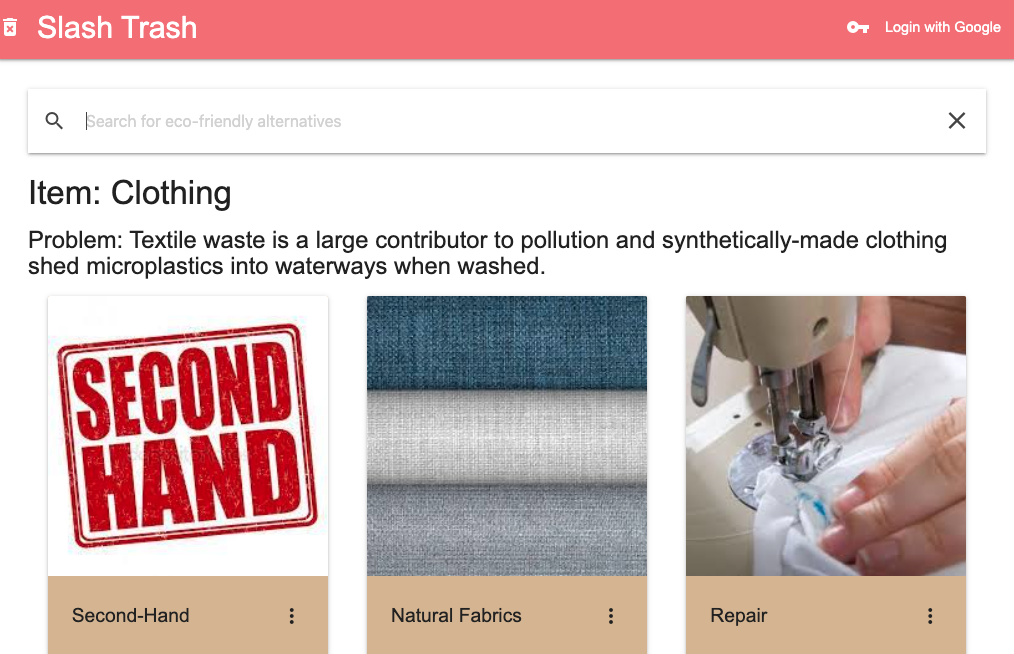 Slash Trash
Login with Google
Search for eco-friendly alternatives
Item: Clothing
Problem: Textile waste is a large contributor to pollution and synthetically-made clothing
shed microplastics into waterways when washed.
SECOND
HAND
Second-Hand
Natural Fabrics
Repair